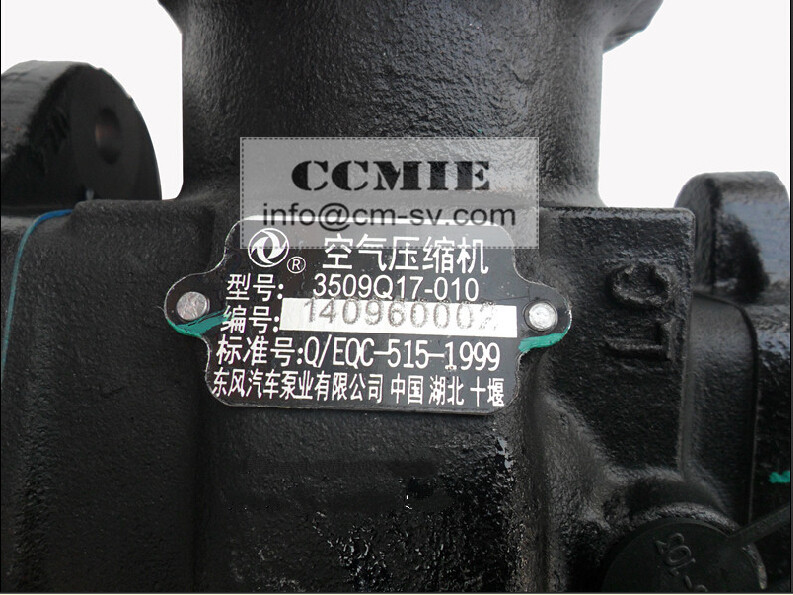 CCMIE
info@cm-sv.com
® 空气压缩机
型号: 3509Q17-010
编号: 140960002
标准号:Q/EQC-515-1999
东风汽车泵业有限公司 中国 湖北 十堰
LC